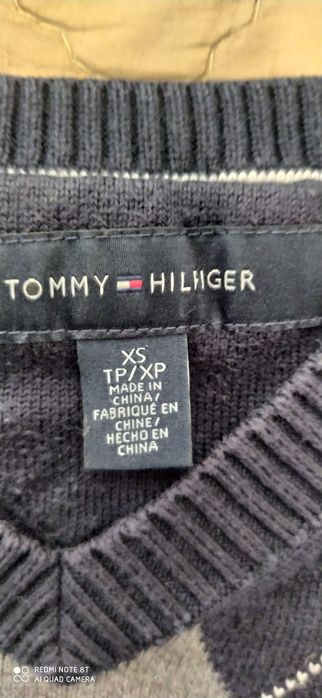 TOMMY HILFIGER
XS
TP/XP
MADE IN
CHINA/
FABRIQUÉ EN
CHINE/
HECHO EN
CHINA
REDMI NOTE 8T
AI QUAD CAMERA